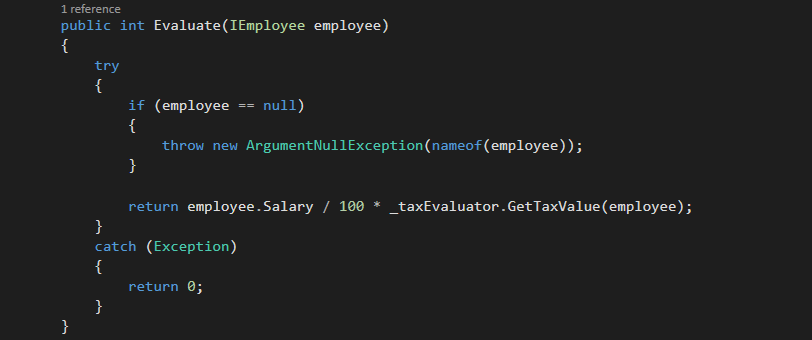 1 reference
public int Evaluate(IEmployee employee)
{
    try
    {
        if (employee == null)
        {
            throw new ArgumentNullException(nameof(employee));
        }

        return employee.Salary / 100 * _taxEvaluator.GetTaxValue(employee);
    }
    catch (Exception)
    {
        return 0;
    }
}